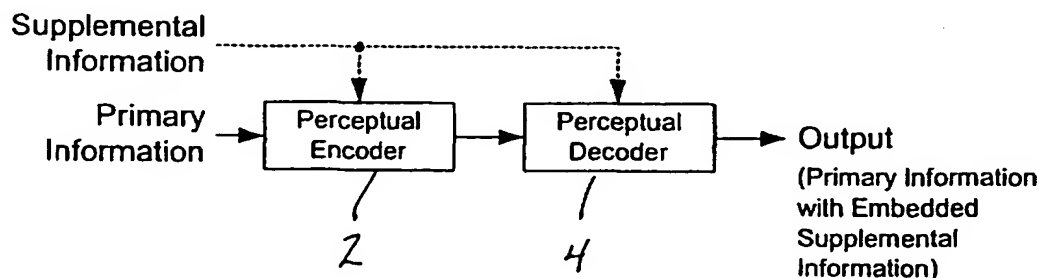 Supplemental
Information
Primary
Information
Perceptual
Encoder
Perceptual
Decoder
Output
(Primary Information
with Embedded
Supplemental
Information)
2
4